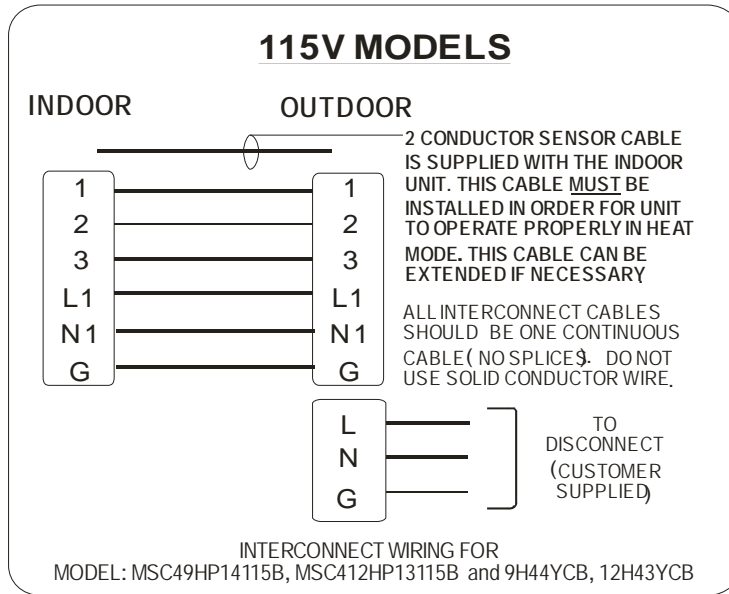 115V MODELS
INDOOR
OUTDOOR
2 CONDUCTOR SENSOR CABLE
IS SUPPLIED WITH THE INDOOR
UNIT. THIS CABLE MUST BE
INSTALLED IN ORDER FOR UNIT
TO OPERATE PROPERLY IN HEAT
MODE. THIS CABLE CAN BE
EXTENDED IF NECESSARY.
1 1
2 2
3 3
L1 L1
N1 N1
G G
ALL INTERCONNECT CABLES
SHOULD BE ONE CONTINUOUS
CABLE( NO SPLICES). DO NOT
USE SOLID CONDUCTOR WIRE.
L
N
G
TO
DISCONNECT
(CUSTOMER
SUPPLIED)
INTERCONNECT WIRING FOR
MODEL: MSC49HP14115B, MSC412HP13115B and 9H44YCB, 12H43YCB